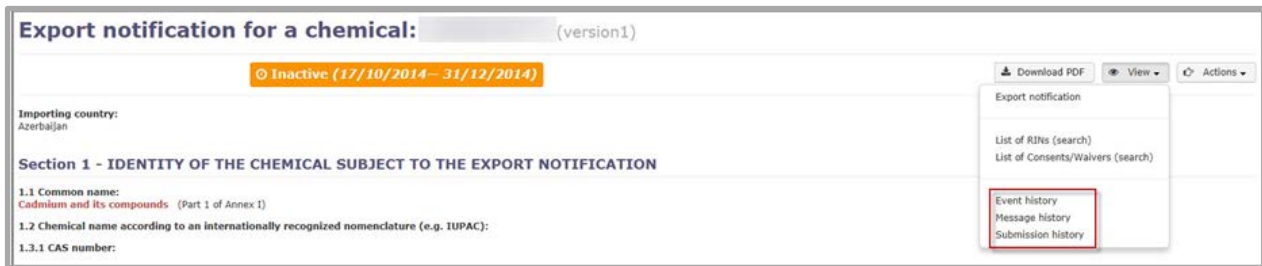 Export notification for a chemical: (version1)
Inactive (17/10/2014— 31/12/2014)
Download PDF View Actions
Export notification
List of RINs (search)
List of Consents/Waivers (search)
Event history
Message history
Submission history
Importing country:
Azerbaijan
Section 1 - IDENTITY OF THE CHEMICAL SUBJECT TO THE EXPORT NOTIFICATION
1.1 Common name:
Cadmium and its compounds (Part 1 of Annex I)
1.2 Chemical name according to an internationally recognized nomenclature (e.g. IUPAC):
1.3.1 CAS number: